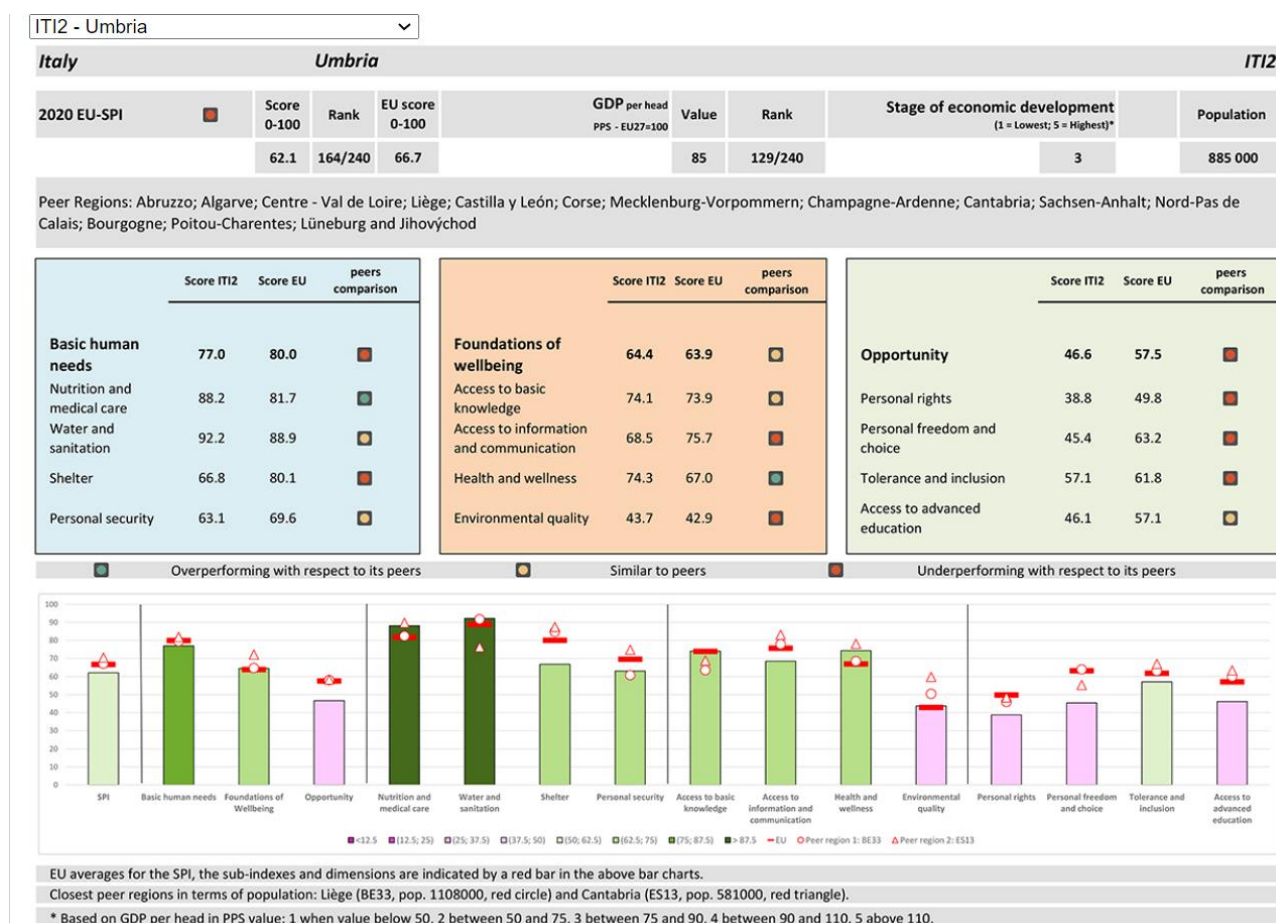 ITI2 - Umbria
Italy Umbria ITI2
2020 EU-SPI Score 0-100 Rank EU score 0-100 GDP per head PPS - EU27=100 Value Rank Stage of economic development (1 = Lowest; 5 = Highest)* Population
62.1 164/240 66.7 85 129/240 3 885 000
Peer Regions: Abruzzo; Algarve; Centre - Val de Loire; Liège; Castilla y León; Corse; Mecklenburg-Vorpommern; Champagne-Ardenne; Cantabria; Sachsen-Anhalt; Nord-Pas de
Calais; Bourgogne; Poitou-Charentes; Lüneburg and Jihovýchod
Score ITI2 Score EU peers comparison
Basic human needs 77.0 80.0
Nutrition and medical care 88.2 81.7
Water and sanitation 92.2 88.9
Shelter 66.8 80.1
Personal security 63.1 69.6
Score ITI2 Score EU peers comparison
Foundations of wellbeing 64.4 63.9
Access to basic knowledge 74.1 73.9
Access to information and communication 68.5 75.7
Health and wellness 74.3 67.0
Environmental quality 43.7 42.9
Score ITI2 Score EU peers comparison
Opportunity 46.6 57.5
Personal rights 38.8 49.8
Personal freedom and choice 45.4 63.2
Tolerance and inclusion 57.1 61.8
Access to advanced education 46.1 57.1
Overperforming with respect to its peers Similar to peers Underperforming with respect to its peers
100
90
80
70
60
50
40
30
20
10
0
SPI Basic human needs Foundations of Wellbeing Opportunity Nutrition and medical care Water and sanitation Shelter Personal security Access to basic knowledge Access to information and communication Health and wellness Environmental quality Personal rights Personal freedom and choice Tolerance and inclusion Access to advanced education
<12.5 (12.5; 25) (25; 37.5) (37.5; 50) (50; 62.5) (62.5; 75) (75; 87.5) > 87.5 EU Peer region 1: BE33 Peer region 2: ES13
EU averages for the SPI, the sub-indexes and dimensions are indicated by a red bar in the above bar charts.
Closest peer regions in terms of population: Liège (BE33, pop. 1108000, red circle) and Cantabria (ES13, pop. 581000, red triangle).
* Based on GDP per head in PPS value: 1 when value below 50, 2 between 50 and 75, 3 between 75 and 90, 4 between 90 and 110, 5 above 110.